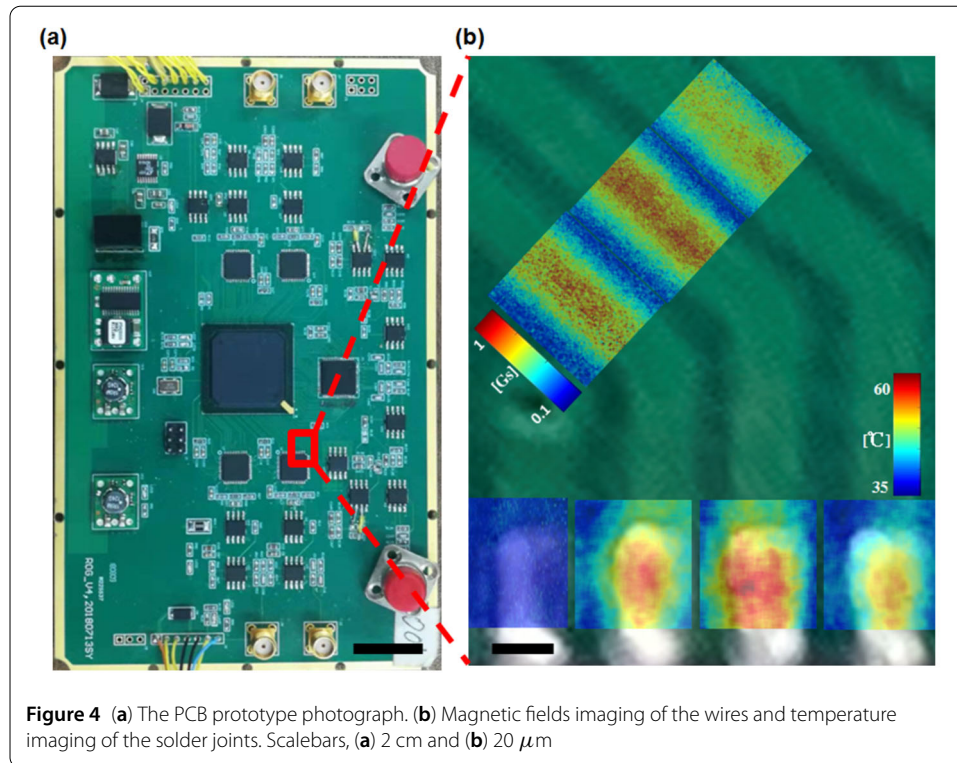 (a)
(b)
ROG_V4_20180713SY
1
[Gs]
0.1
60
[℃]
35
Figure 4 (a) The PCB prototype photograph. (b) Magnetic fields imaging of the wires and temperature
imaging of the solder joints. Scalebars, (a) 2 cm and (b) 20 μm